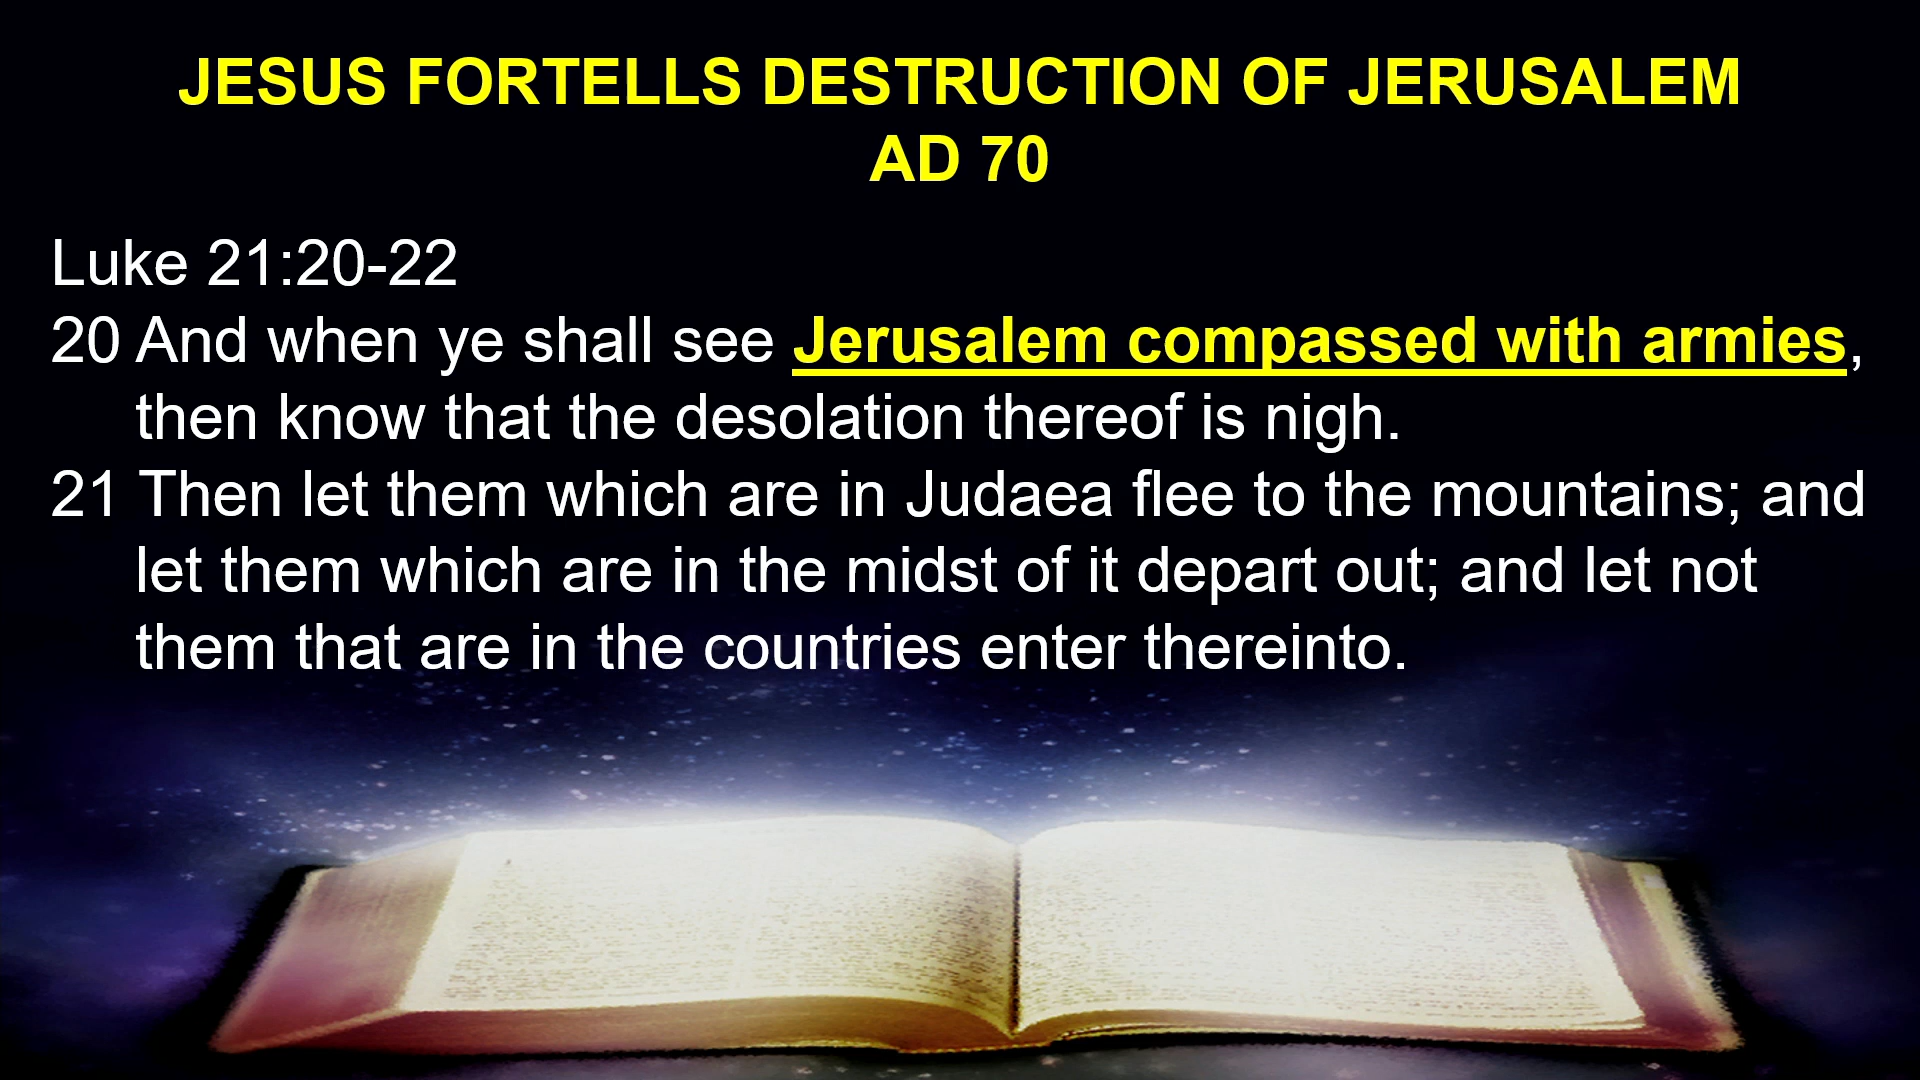 JESUS FORTELLS DESTRUCTION OF JERUSALEM
AD 70
Luke 21:20-22
20 And when ye shall see Jerusalem compassed with armies,
then know that the desolation thereof is nigh.
21 Then let them which are in Judaea flee to the mountains; and
let them which are in the midst of it depart out; and let not
them that are in the countries enter thereinto.